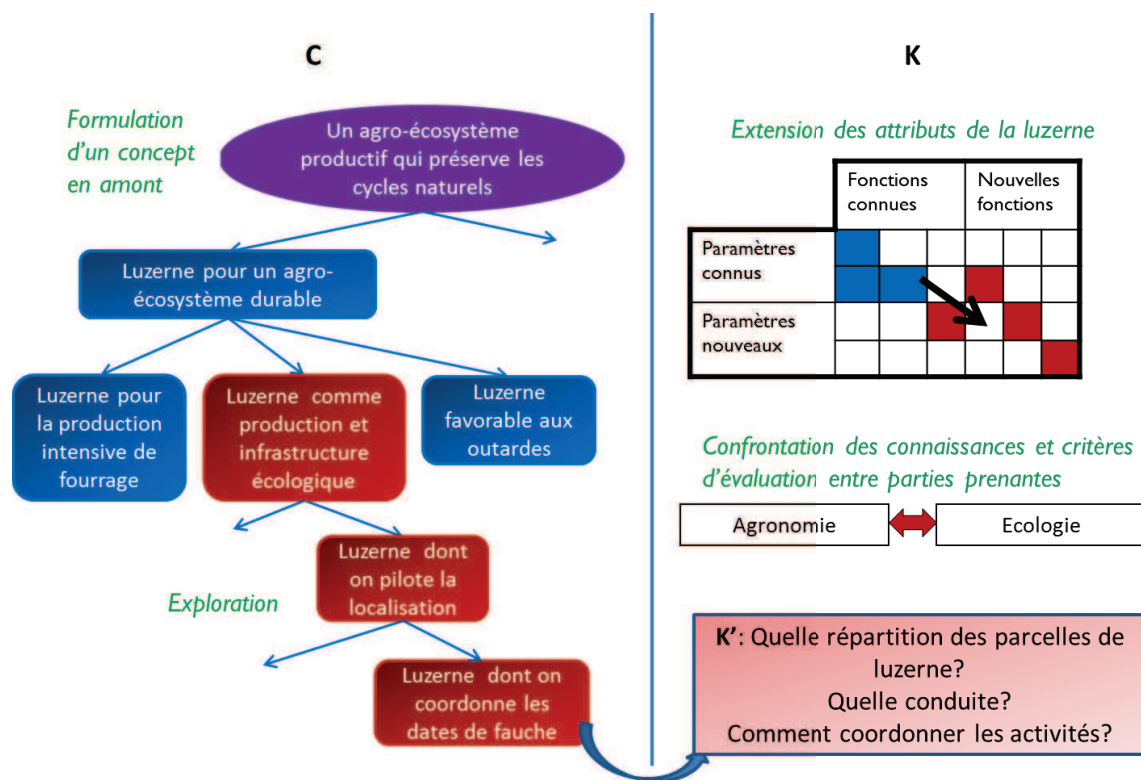 C
Formulation
d'un concept
en amont
Un agro-écosystème
productif qui préserve les
cycles naturels
Luzerne pour un agro-
écosystème durable
Luzerne pour
la production
intensive de
fourrage
Luzerne comme
production et
infrastructure
écologique
Luzerne
favorable aux
outardes
Luzerne dont
on pilote la
localisation
Exploration
Luzerne dont on
coordonne les
dates de fauche
K
Extension des attributs de la luzerne
Fonctions
connues
Nouvelles
fonctions
Paramètres
connus
Paramètres
nouveaux
Confrontation des connaissances et critères
d'évaluation entre parties prenantes
Agronomie
Ecologie
K': Quelle répartition des parcelles de
luzerne?
Quelle conduite?
Comment coordonner les activités?